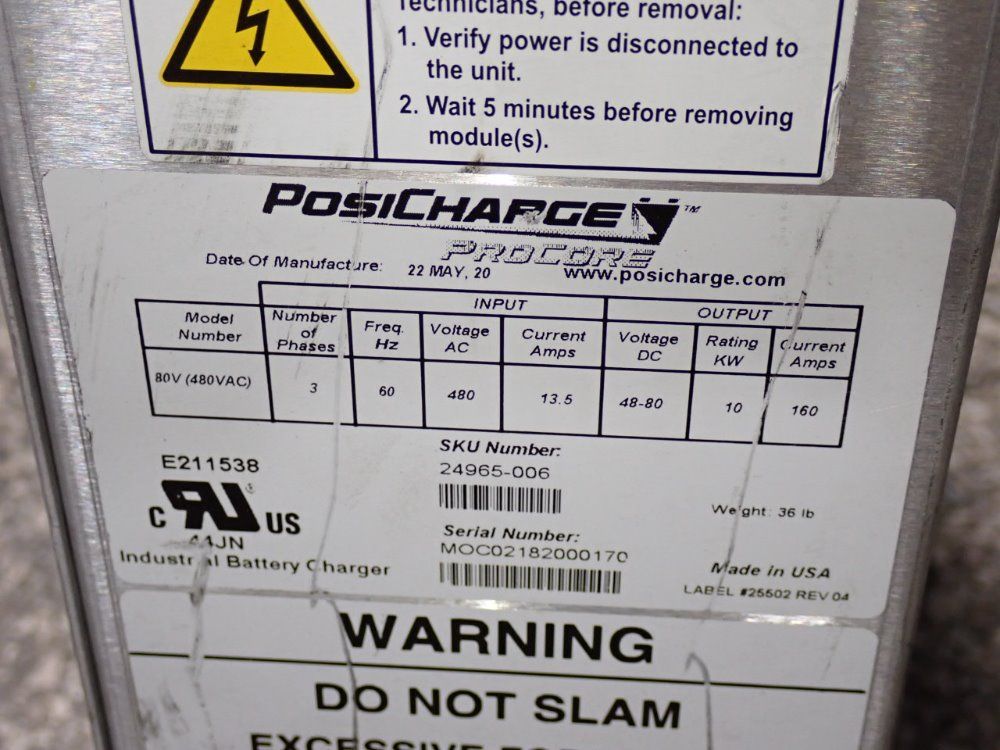 Technicians, before removal:
1. Verify power is disconnected to
the unit.
2. Wait 5 minutes before removing
module(s).
POSICHARGE™
PROCORE
Date Of Manufacture: 22 MAY, 20 www.posicharge.com
INPUT OUTPUT
Model Number Number of Phases Freq. Hz Voltage AC Current Amps Voltage DC Rating KW Current Amps
80V (480VAC) 3 60 480 13.5 48-80 10 160
SKU Number:
24965-006
E211538
Weight: 36 lb
C RU US
Serial Number:
44JN
MOC02182000170
Industrial Battery Charger
Made in USA
LABEL #25502 REV 04
WARNING
DO NOT SLAM
EXCESSIVE